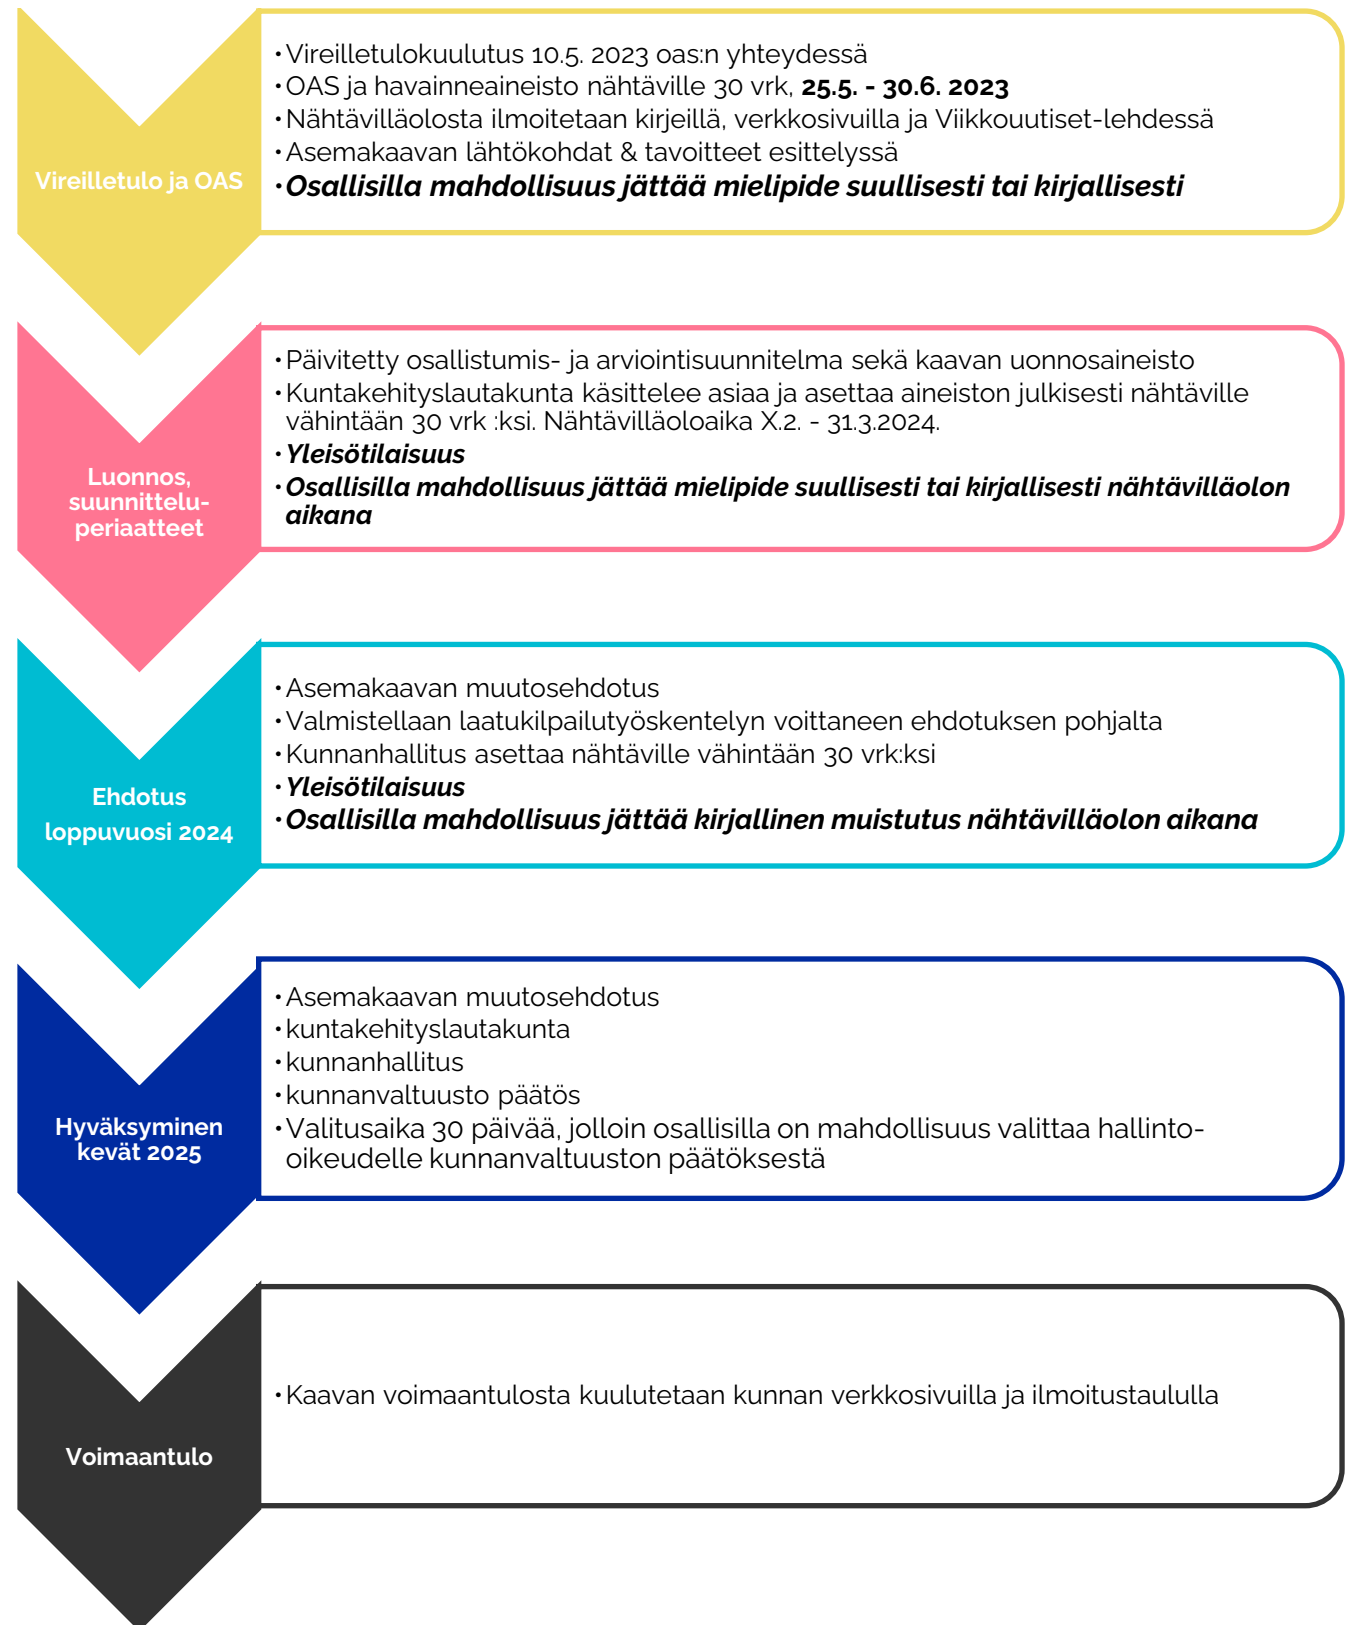 Vireilletulo ja OAS
·Vireilletulokuulutus 10.5. 2023 oas:n yhteydessä
·OAS ja havainneaineisto nähtäville 30 vrk, 25.5. - 30.6. 2023
·Nähtävilläolosta ilmoitetaan kirjeillä, verkkosivuilla ja Viikkouutiset-lehdessä
·Asemakaavan lähtökohdat & tavoitteet esittelyssä
·Osallisilla mahdollisuus jättää mielipide suullisesti tai kirjallisesti
Luonnos,
suunnittelu-
periaatteet
·Päivitetty osallistumis- ja arviointisuunnitelma sekä kaavan uonnosaineisto
·Kuntakehityslautakunta käsittelee asiaa ja asettaa aineiston julkisesti nähtäville
vähintään 30 vrk :ksi. Nähtävilläoloaika X.2. - 31.3.2024.
·Yleisötilaisuus
·Osallisilla mahdollisuus jättää mielipide suullisesti tai kirjallisesti nähtävilläolon
aikana
Ehdotus
loppuvuosi 2024
·Asemakaavan muutosehdotus
·Valmistellaan laatukilpailutyöskentelyn voittaneen ehdotuksen pohjalta
·Kunnanhallitus asettaa nähtäville vähintään 30 vrk:ksi
·Yleisötilaisuus
·Osallisilla mahdollisuus jättää kirjallinen muistutus nähtävilläolon aikana
Hyväksyminen
kevät 2025
·Asemakaavan muutosehdotus
·kuntakehityslautakunta
·kunnanhallitus
·kunnanvaltuusto päätös
·Valitusaika 30 päivää, jolloin osallisilla on mahdollisuus valittaa hallinto-
oikeudelle kunnanvaltuuston päätöksestä
Voimaantulo
·Kaavan voimaantulosta kuulutetaan kunnan verkkosivuilla ja ilmoitustaululla